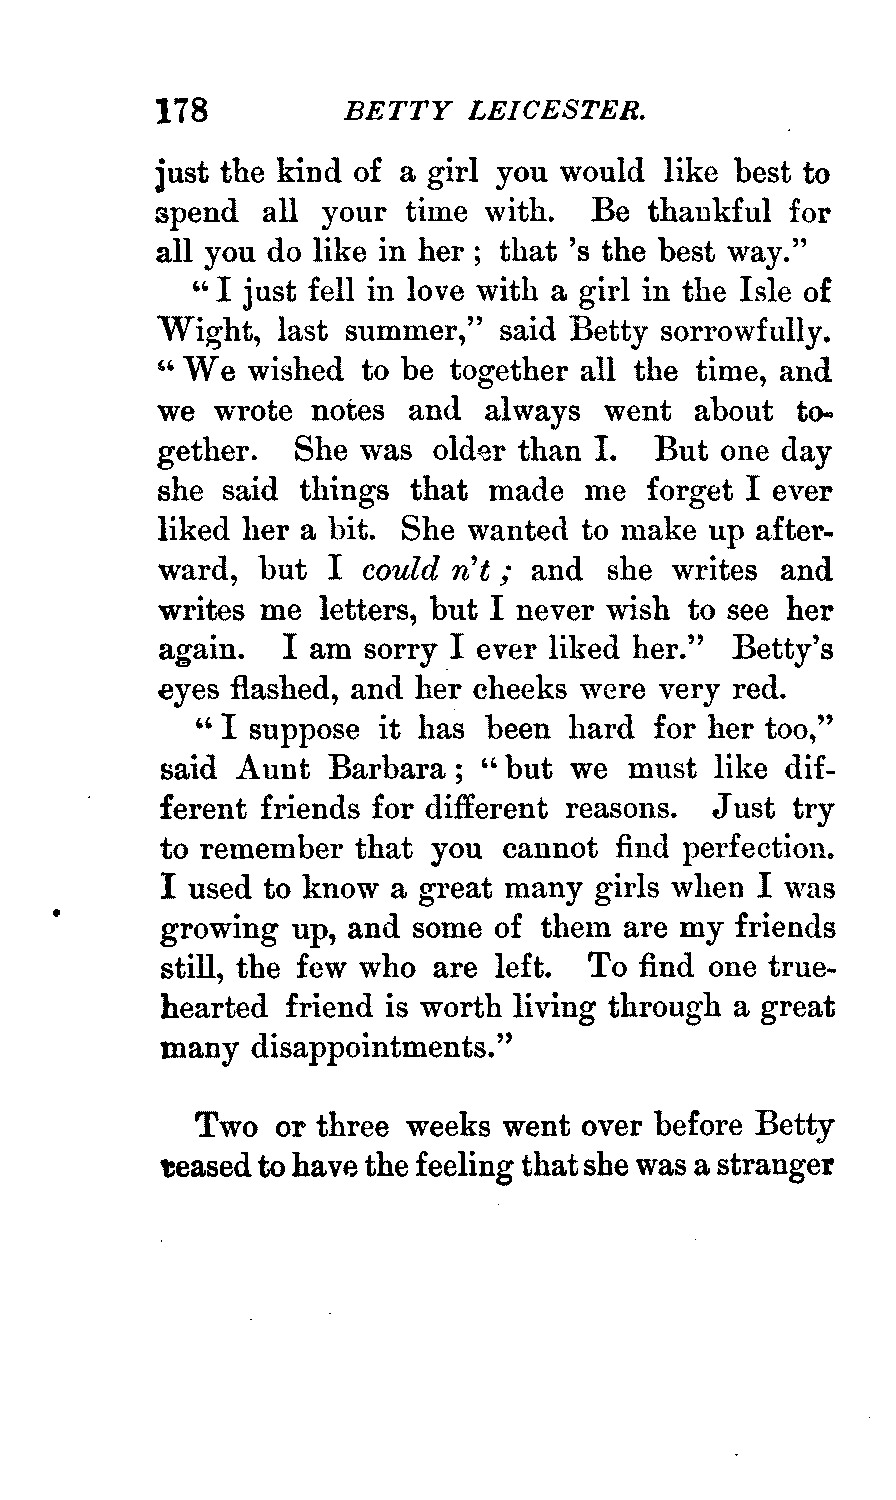 178 BETTY LEICESTER.
just the kind of a girl you would like best to
spend all your time with. Be thankful for
all you do like in her ; that 's the best way."
" I just fell in love with a girl in the Isle of
Wight, last summer," said Betty sorrowfully.
" We wished to be together all the time, and
we wrote notes and always went about to-
gether. She was older than I. But one day
she said things that made me forget I ever
liked her a bit. She wanted to make up after-
ward, but I could n't ; and she writes and
writes me letters, but I never wish to see her
again. I am sorry I ever liked her." Betty's
eyes flashed, and her cheeks were very red.
" I suppose it has been hard for her too,"
said Aunt Barbara ; " but we must like dif-
ferent friends for different reasons. Just try
to remember that you cannot find perfection.
I used to know a great many girls when I was
growing up, and some of them are my friends
still, the few who are left. To find one true-
hearted friend is worth living through a great
many disappointments."
Two or three weeks went over before Betty
ceased to have the feeling that she was a stranger